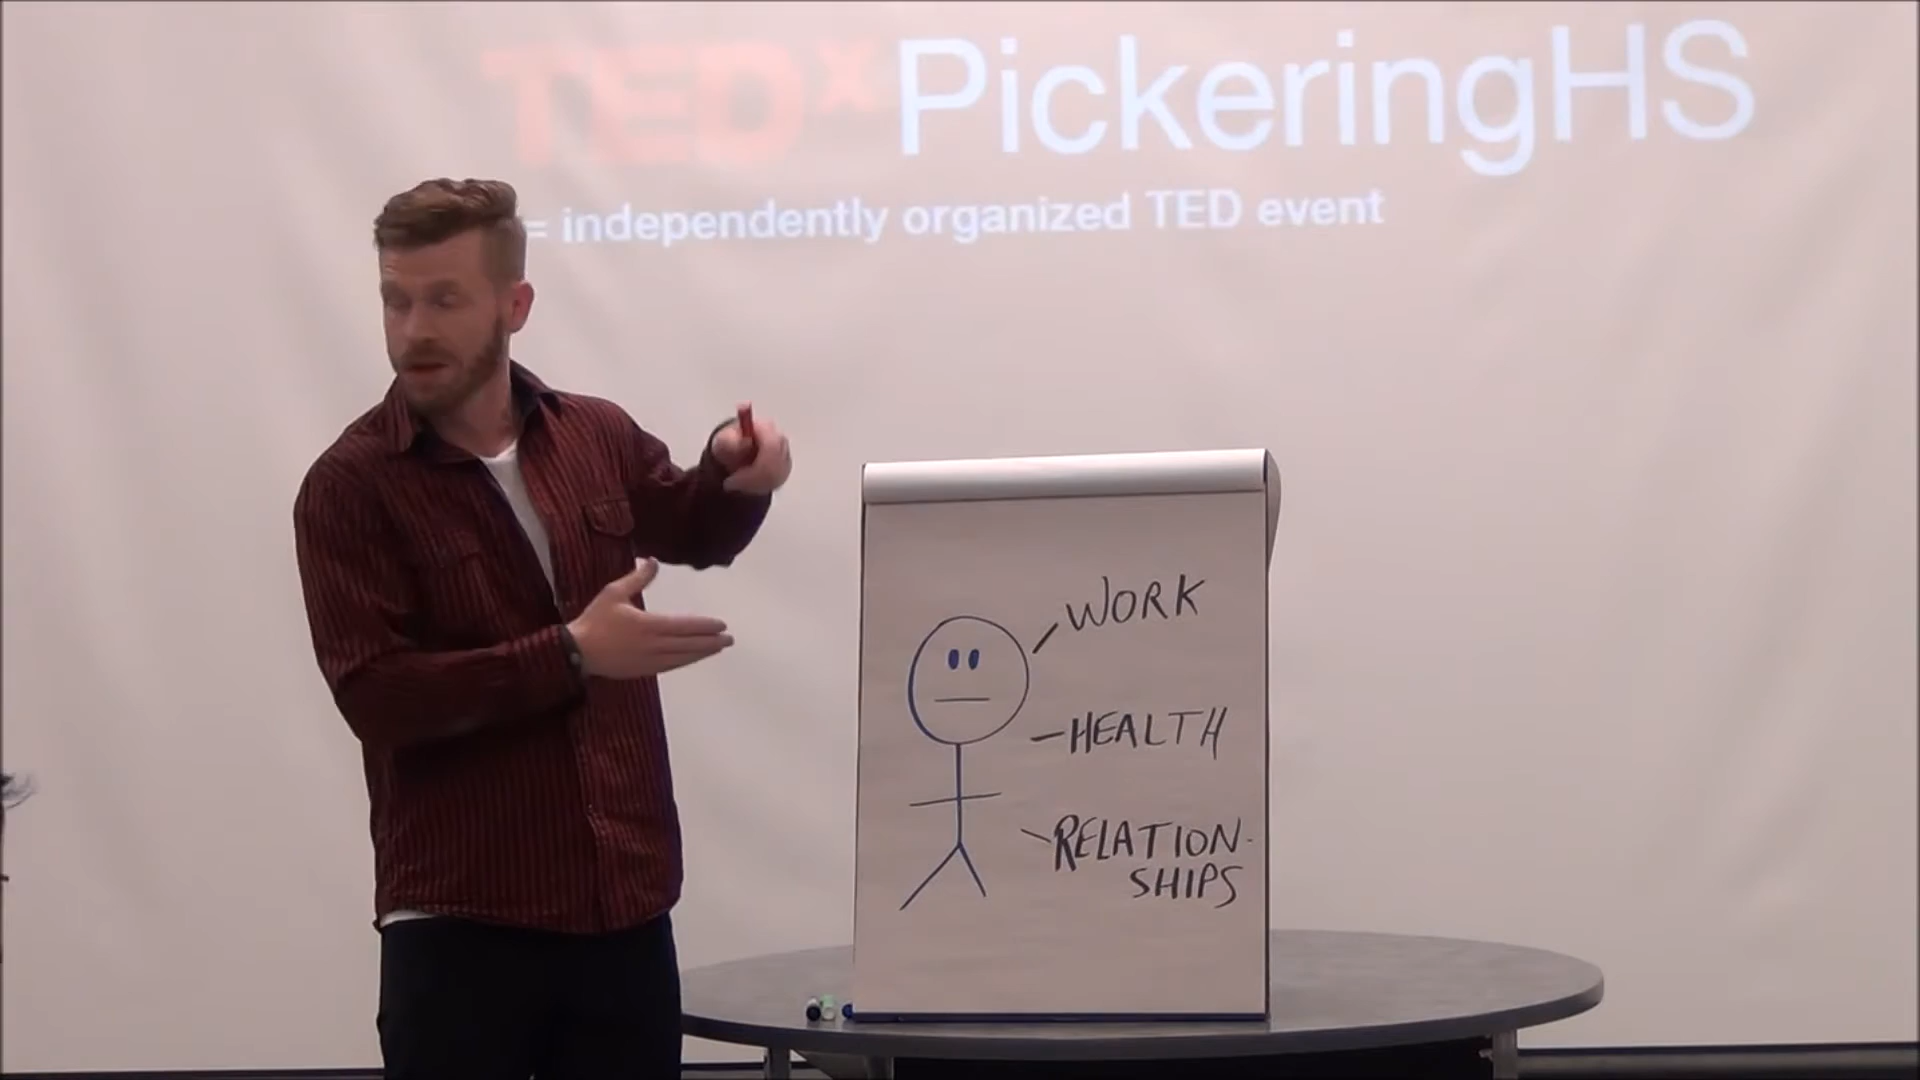 TEDx PickeringHS
= independently organized TED event
WORK
HEALTH
RELATION-
SHIPS